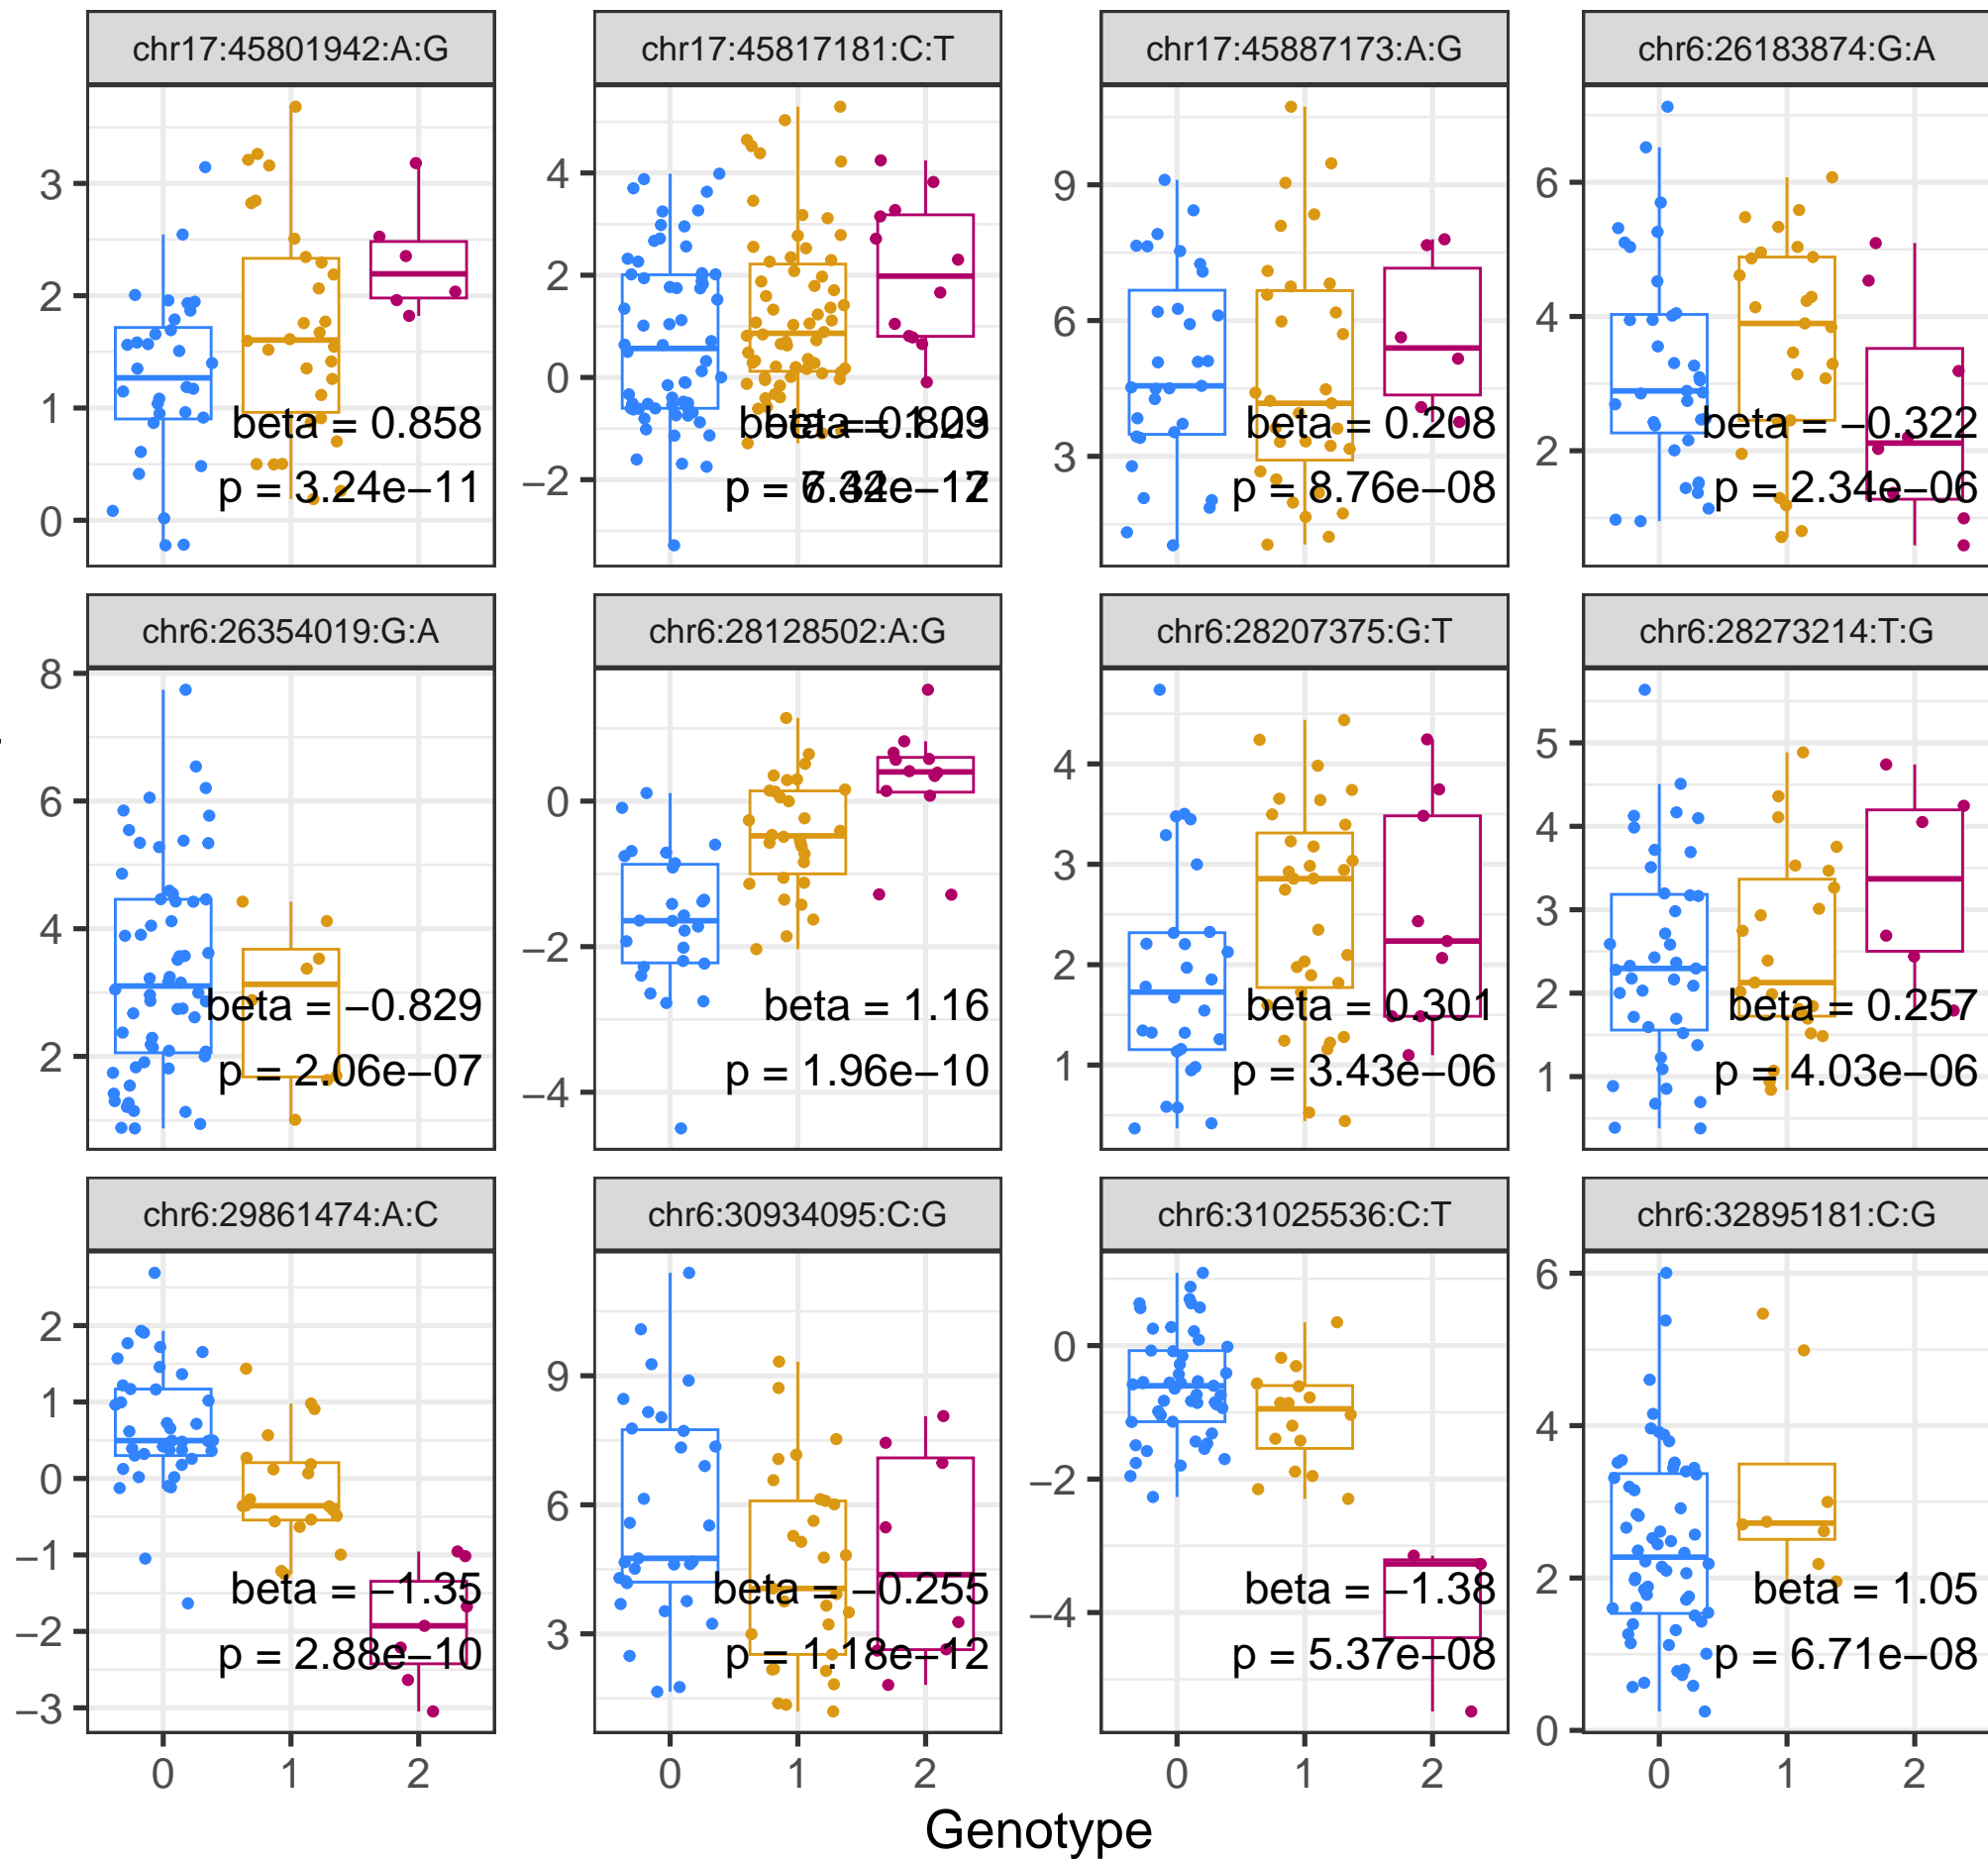 chr17:45801942:A:G
chr17:45817181:C:T
chr17:45887173:A:G
chr6:26183874:G:A
3
2
1
0
4
2
0
−2
9
6
3
6
4
2
beta = 0.858
p = 3.24e−11
beta = 0.208
p = 8.76e−08
beta = −0.322
p = 2.34e−06
chr6:26354019:G:A
chr6:28128502:A:G
chr6:28207375:G:T
chr6:28273214:T:G
8
6
4
2
0
−2
−4
4
3
2
1
5
4
3
2
1
beta = −0.829
p = 2.06e−07
beta = 1.16
p = 1.96e−10
beta = 0.301
p = 3.43e−06
beta = 0.257
p = 4.03e−06
chr6:29861474:A:C
chr6:30934095:C:G
chr6:31025536:C:T
chr6:32895181:C:G
2
1
0
−1
−2
−3
9
6
3
0
−2
−4
6
4
2
0
beta = −1.35
p = 2.88e−10
beta = −0.255
p = 1.18e−12
beta = −1.38
p = 5.37e−08
beta = 1.05
p = 6.71e−08
0
1
2
0
1
2
0
1
2
0
1
2
Genotype